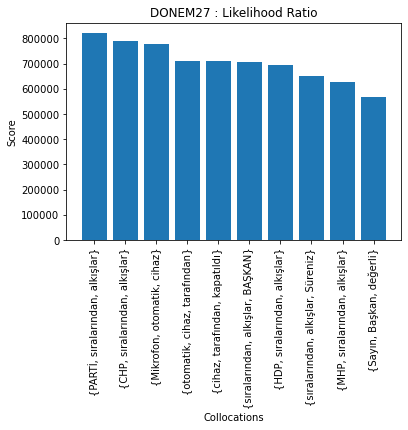 DONEM27 : Likelihood Ratio
Score
800000
700000
600000
500000
400000
300000
200000
100000
0
{PARTİ, sıralarından, alkışlar}
{CHP, sıralarından, alkışlar}
{Mikrofon, otomatik, cihaz}
{otomatik, cihaz, tarafından}
{cihaz, tarafından, kapatıldı}
{sıralarından, alkışlar, BAŞKAN}
{HDP, sıralarından, alkışlar}
{sıralarından, alkışlar, Süreniz}
{MHP, sıralarından, alkışlar}
{Sayın, Başkan, değerli}
Collocations